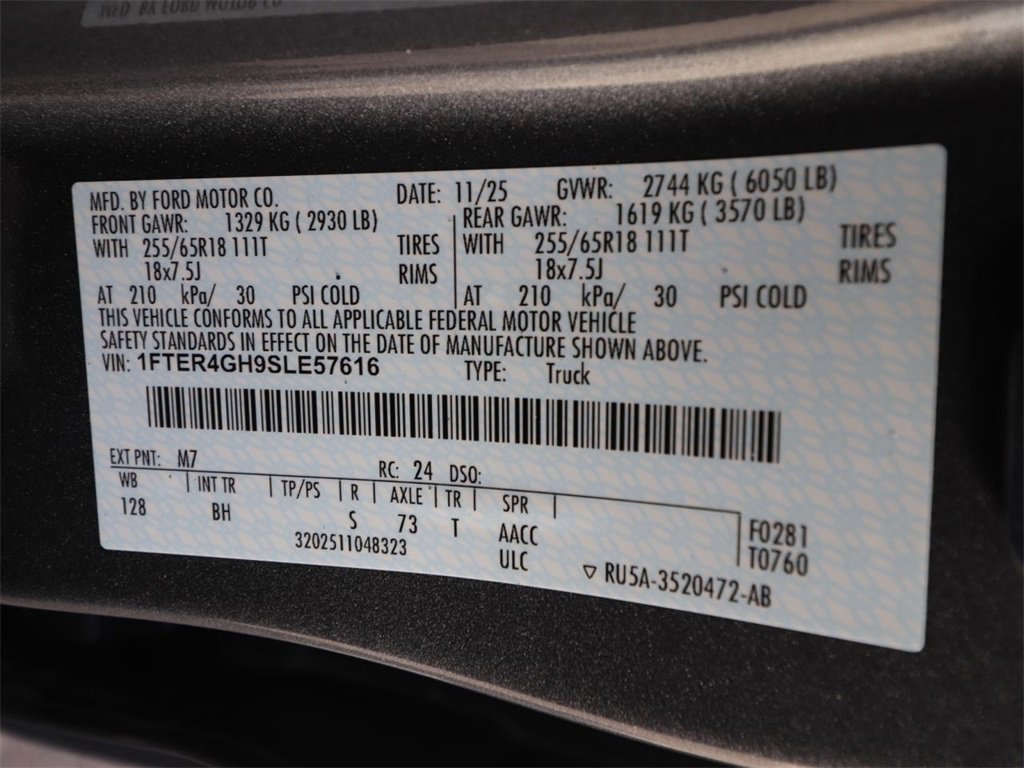 MFD. BY FORD MOTOR CO. DATE: 11/25 GVWR: 2744 KG ( 6050 LB)
FRONT GAWR: 1329 KG ( 2930 LB) REAR GAWR: 1619 KG ( 3570 LB)
WITH 255/65R18 111T TIRES WITH 255/65R18 111T TIRES
18x7.5J RIMS 18x7.5J RIMS
AT 210 kPa/ 30 PSI COLD AT 210 kPa/ 30 PSI COLD
THIS VEHICLE CONFORMS TO ALL APPLICABLE FEDERAL MOTOR VEHICLE
SAFETY STANDARDS IN EFFECT ON THE DATE OF MANUFACTURE SHOWN ABOVE.
VIN: 1FTER4GH9SLE57616 TYPE: Truck
EXT PNT: M7 RC: 24 DSO:
WB INT TR TP/PS R AXLE TR SPR
128 BH S 73 T AACC F0281
3202511048323 ULC T0760
▽ RU5A-3520472-AB